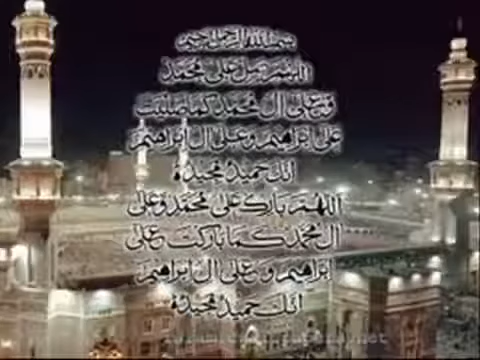 بسم الله الرحمن الرحيم
اللهم صل على محمد
وعلى ال محمد كما صليت
على ابراهيم وعلى ال ابراهيم
انك حميد مجيد
اللهم بارك على محمد وعلى
ال محمد كما باركت على
ابراهيم وعلى ال ابراهيم
انك حميد مجيد